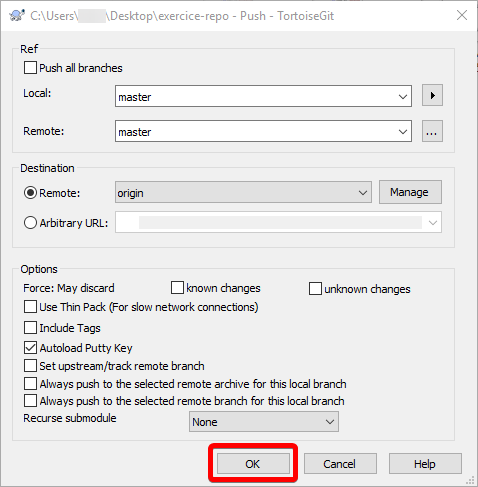 C:\Users\ \Desktop\exercice-repo - Push - TortoiseGit
Ref
Push all branches
Local: master
Remote: master
...
Destination
Remote: origin Manage
Arbitrary URL:
Options
Force: May discard known changes unknown changes
Use Thin Pack (For slow network connections)
Include Tags
Autoload Putty Key
Set upstream/track remote branch
Always push to the selected remote archive for this local branch
Always push to the selected remote branch for this local branch
Recurse submodule None
OK Cancel Help